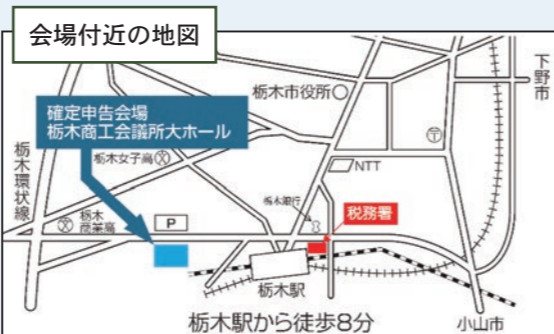 会場付近の地図
確定申告会場
栃木商工会議所大ホール
栃木市役所
下野市
栃木環状線
栃木女子高
文
〒
NTT
文
栃木
商業高
P
栃木銀行
税務署
栃木駅
栃木駅から徒歩8分
小山市